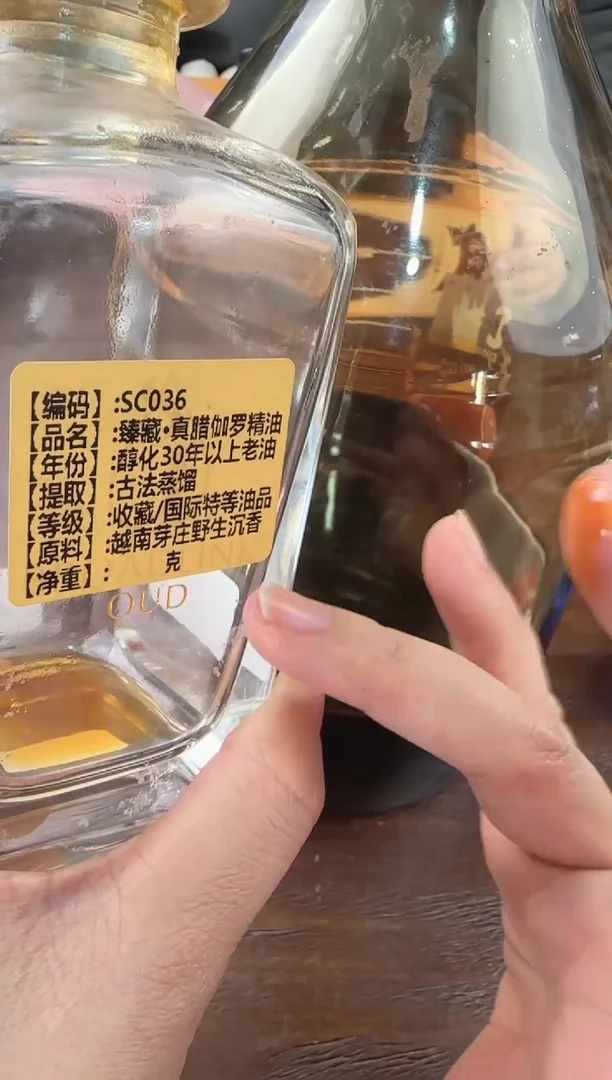 【编码】:SC036
【品名】:臻藏·真腊伽罗精油
【年份】:醇化30年以上老油
【提取】:古法蒸馏
【等级】:收藏/国际特等油品
【原料】:越南芽庄野生沉香
【净重】: 克
OUD